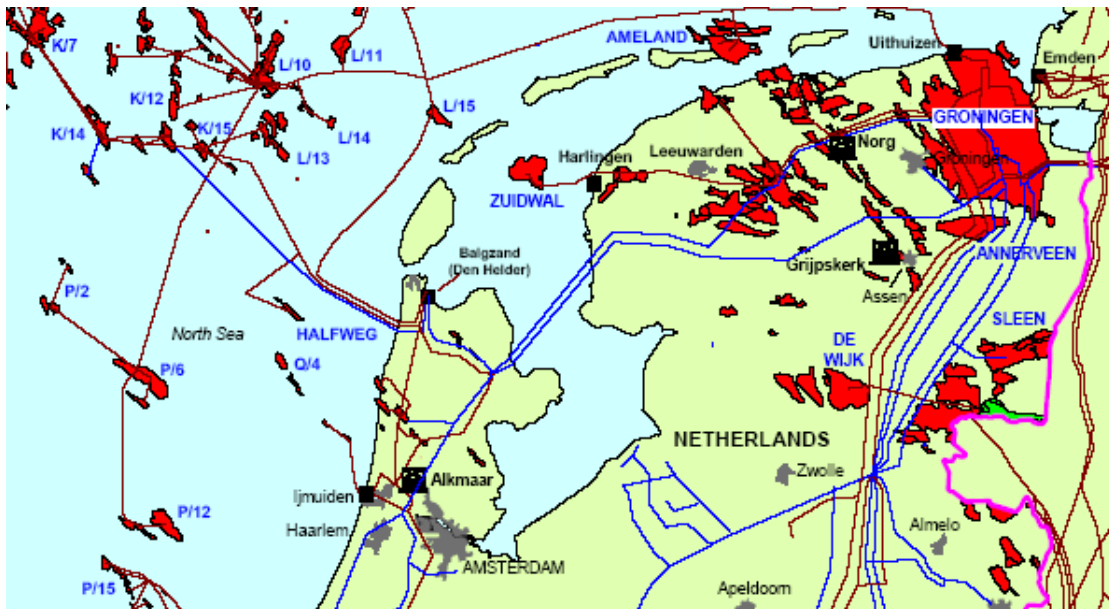 K/7
L/11
AMELAND
Uithuizen
Emden
L/10
K/12
L/15
K/14
K/15
L/14
L/13
GRONINGEN
Norg
Groningen
Harlingen
Leeuwarden
ZUIDWAL
Balgzand
(Den Helder)
Grijpskerk
ANNERVEEN
Assen
P/2
North Sea
HALFWEG
SLEEN
DE
WIJK
Q/4
P/6
NETHERLANDS
Zwolle
Alkmaar
Ijmuiden
Haarlem
P/12
Almelo
AMSTERDAM
P/15
Apeldoorn